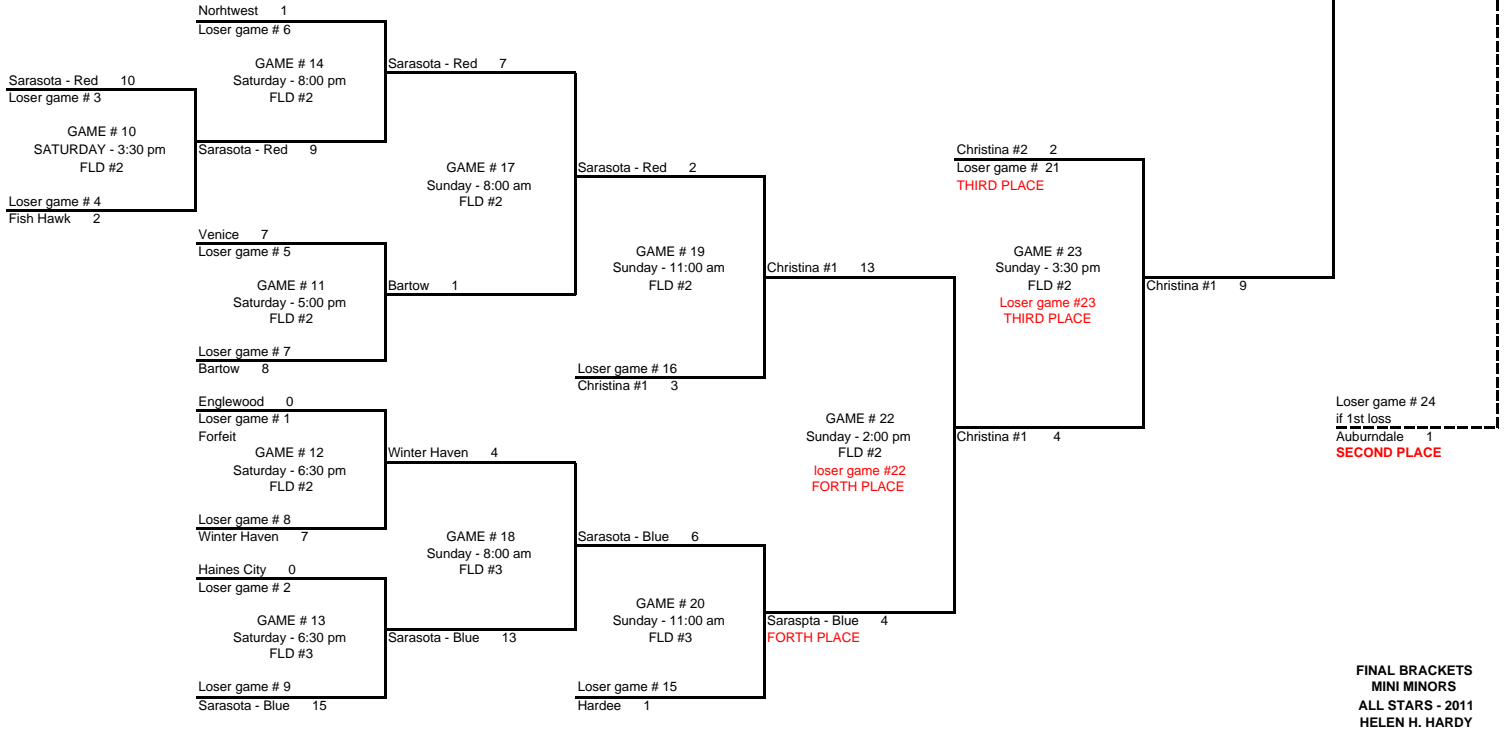 Norhtwest 1
Loser game # 6
GAME # 14
Saturday - 8:00 pm
FLD #2
Sarasota - Red 7
Sarasota - Red 10
Loser game # 3
GAME # 10
SATURDAY - 3:30 pm
FLD #2
Sarasota - Red 9
Loser game # 4
Fish Hawk 2
GAME # 17
Sunday - 8:00 am
FLD #2
Sarasota - Red 2
Venice 7
Loser game # 5
GAME # 11
Saturday - 5:00 pm
FLD #2
Bartow 1
Loser game # 7
Bartow 8
GAME # 19
Sunday - 11:00 am
FLD #2
Christina #1 13
Loser game # 16
Christina #1 3
Christina #2 2
Loser game # 21
THIRD PLACE
GAME # 23
Sunday - 3:30 pm
FLD #2
Loser game #23
THIRD PLACE
Christina #1 9
Englewood 0
Loser game # 1
Forfeit
GAME # 12
Saturday - 6:30 pm
FLD #2
Winter Haven 4
Loser game # 8
Winter Haven 7
GAME # 22
Sunday - 2:00 pm
FLD #2
loser game #22
FORTH PLACE
Christina #1 4
Loser game # 24
if 1st loss
Auburndale 1
SECOND PLACE
GAME # 18
Sunday - 8:00 am
FLD #3
Sarasota - Blue 6
Haines City 0
Loser game # 2
GAME # 13
Saturday - 6:30 pm
FLD #3
Sarasota - Blue 13
Loser game # 9
Sarasota - Blue 15
GAME # 20
Sunday - 11:00 am
FLD #3
Saraspta - Blue 4
FORTH PLACE
Loser game # 15
Hardee 1
FINAL BRACKETS
MINI MINORS
ALL STARS - 2011
HELEN H. HARDY